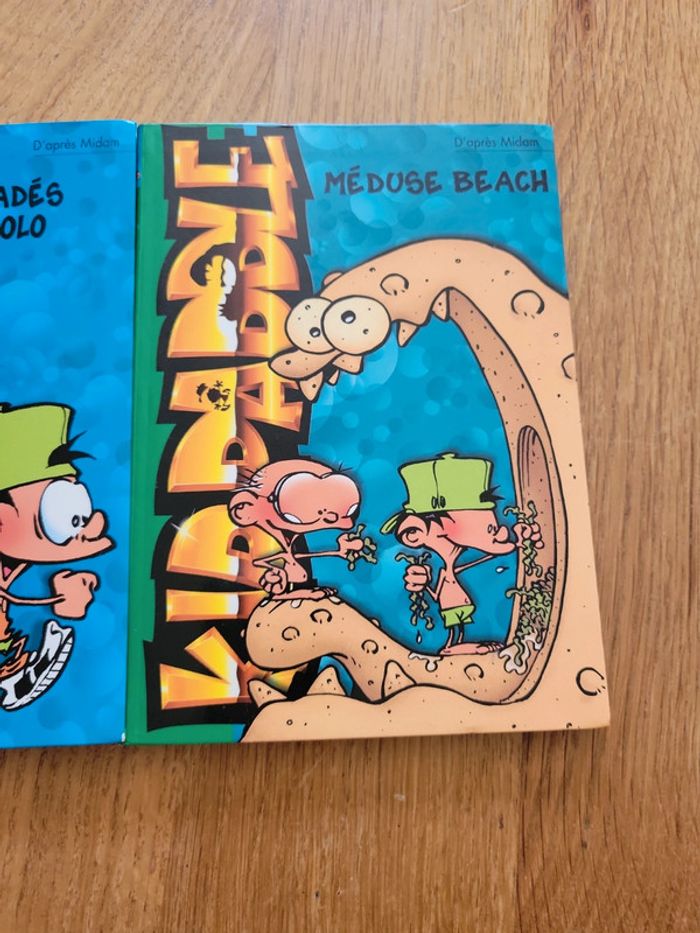 D'après Midam
ADÉS
OLO
D'après Midam
MÉDUSE BEACH
KID PADDLE